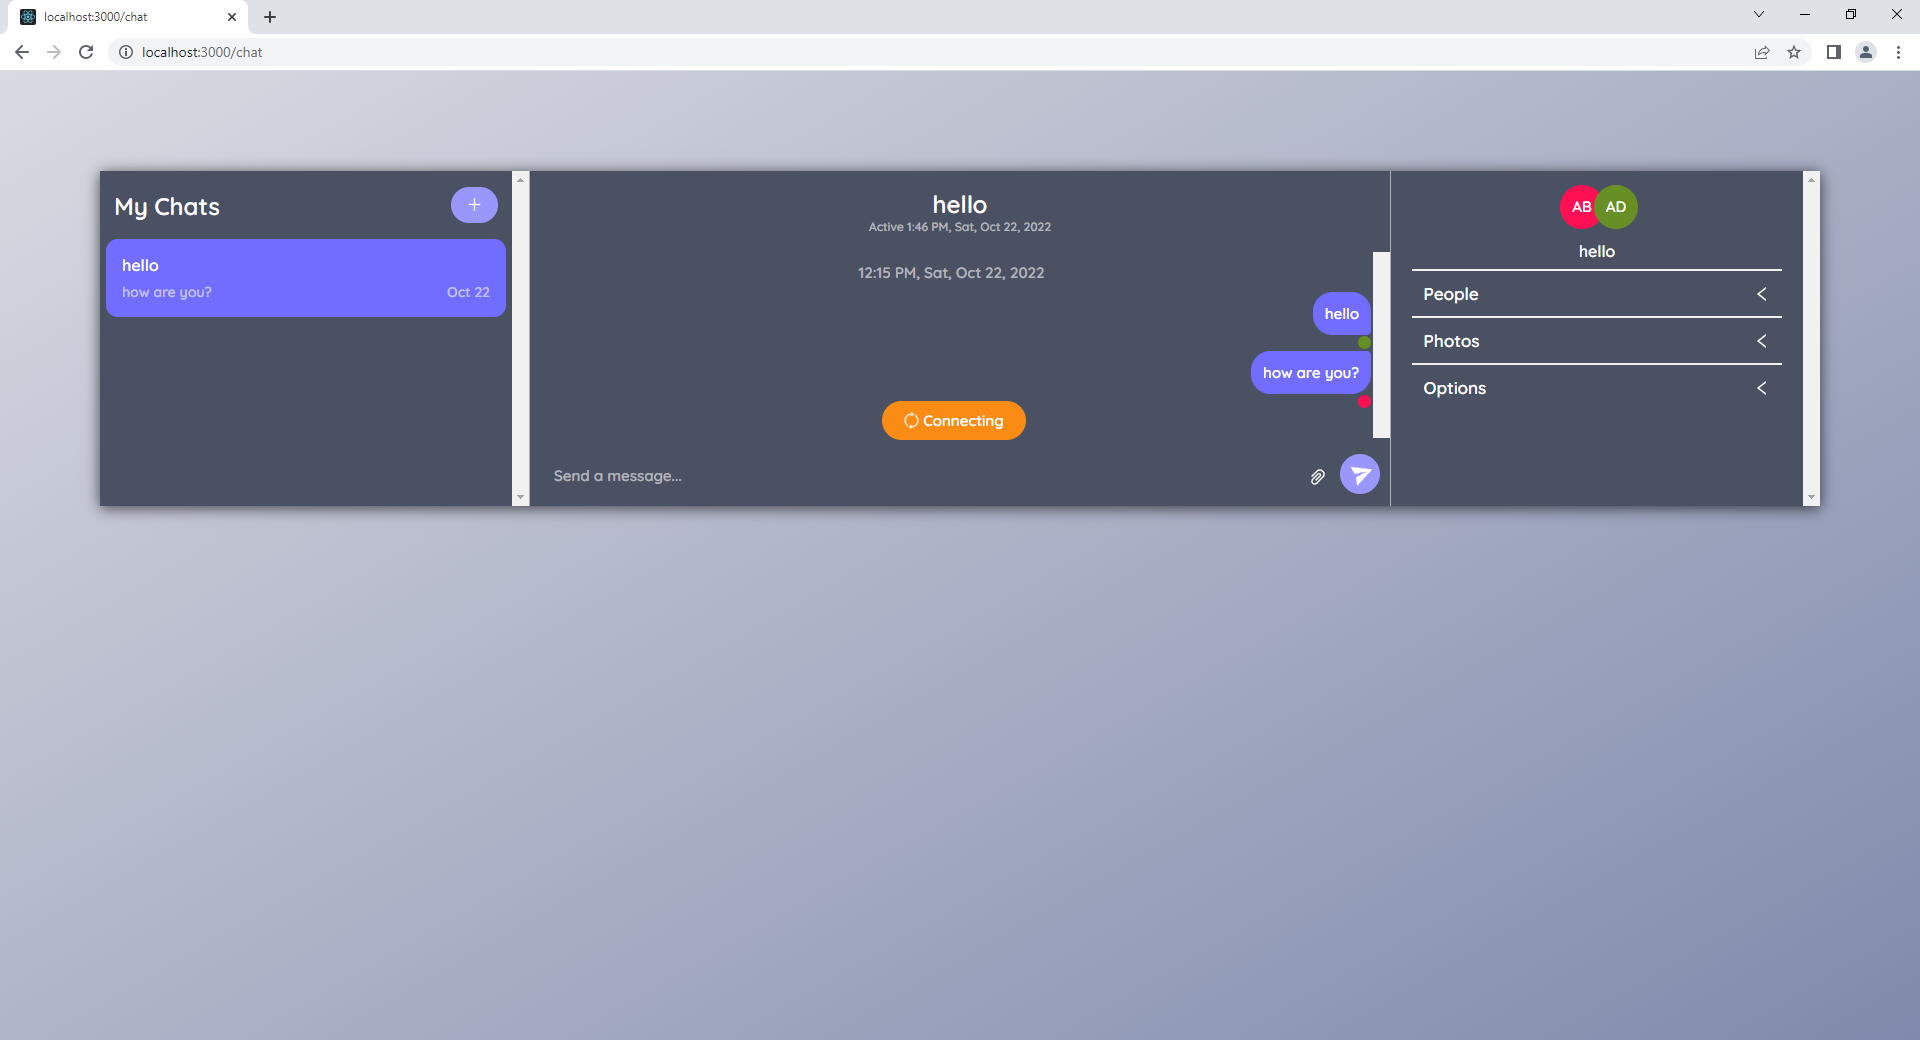 localhost:3000/chat
localhost:3000/chat
My Chats
+
hello
how are you?
Oct 22
hello
Active 1:46 PM, Sat, Oct 22, 2022
12:15 PM, Sat, Oct 22, 2022
hello
how are you?
Connecting
Send a message...
AB AD
hello
People
Photos
Options